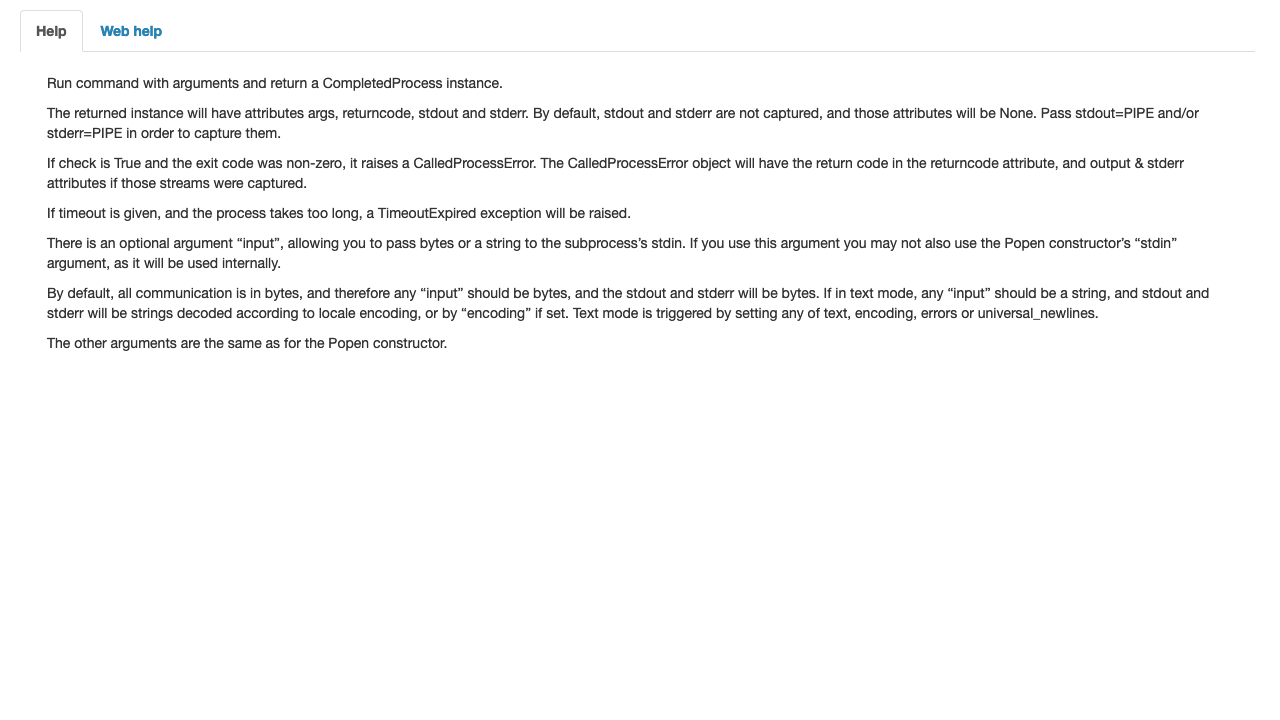 Help
Web help
Run command with arguments and return a CompletedProcess instance.
The returned instance will have attributes args, returncode, stdout and stderr. By default, stdout and stderr are not captured, and those attributes will be None. Pass stdout=PIPE and/or
stderr=PIPE in order to capture them.
If check is True and the exit code was non-zero, it raises a CalledProcessError. The CalledProcessError object will have the return code in the returncode attribute, and output & stderr
attributes if those streams were captured.
If timeout is given, and the process takes too long, a TimeoutExpired exception will be raised.
There is an optional argument “input”, allowing you to pass bytes or a string to the subprocess’s stdin. If you use this argument you may not also use the Popen constructor’s “stdin”
argument, as it will be used internally.
By default, all communication is in bytes, and therefore any “input” should be bytes, and the stdout and stderr will be bytes. If in text mode, any “input” should be a string, and stdout and
stderr will be strings decoded according to locale encoding, or by “encoding” if set. Text mode is triggered by setting any of text, encoding, errors or universal_newlines.
The other arguments are the same as for the Popen constructor.